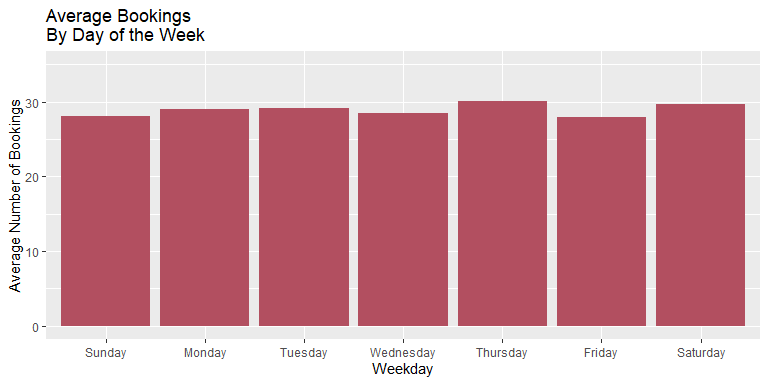 Average Bookings
By Day of the Week
Average Number of Bookings
30
20
10
0
Sunday Monday Tuesday Wednesday Thursday Friday Saturday
Weekday